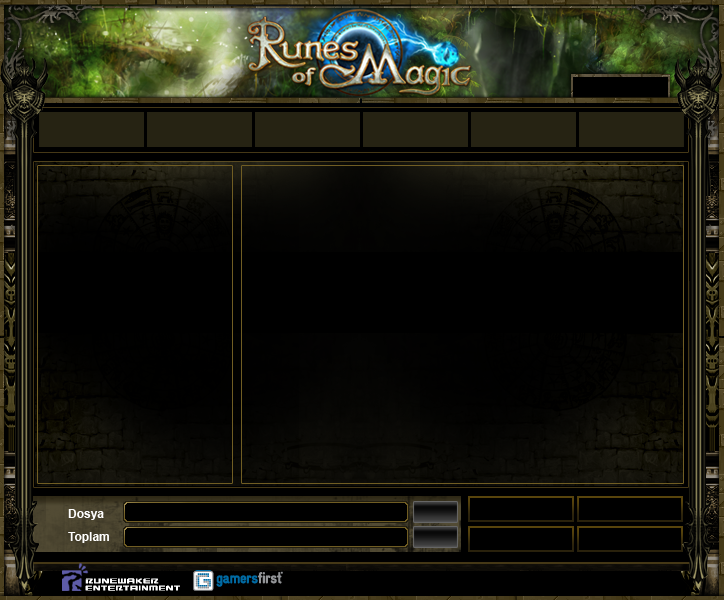 Runes
of Magic
Dosya
Toplam
RUNEWAKER
ENTERTAINMENT
gamersfirst